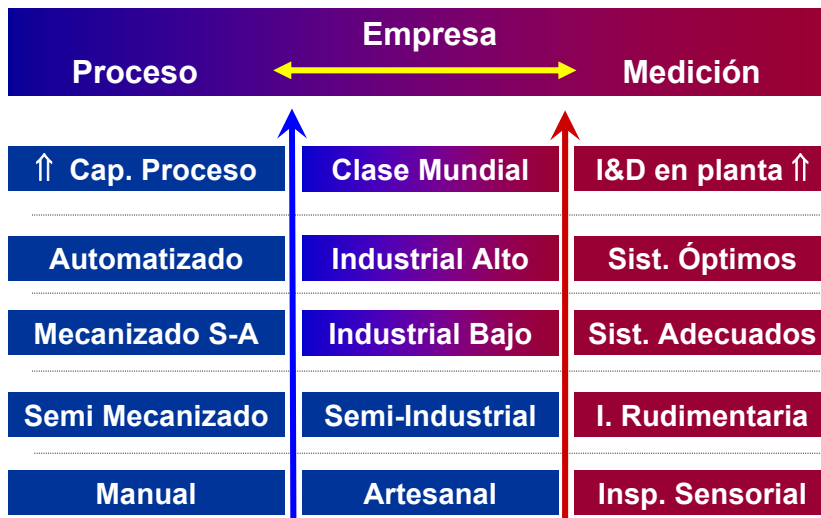 Empresa
Proceso Medición
⇑ Cap. Proceso Clase Mundial I&D en planta ⇑
Automatizado Industrial Alto Sist. Óptimos
Mecanizado S-A Industrial Bajo Sist. Adecuados
Semi Mecanizado Semi-Industrial I. Rudimentaria
Manual Artesanal Insp. Sensorial